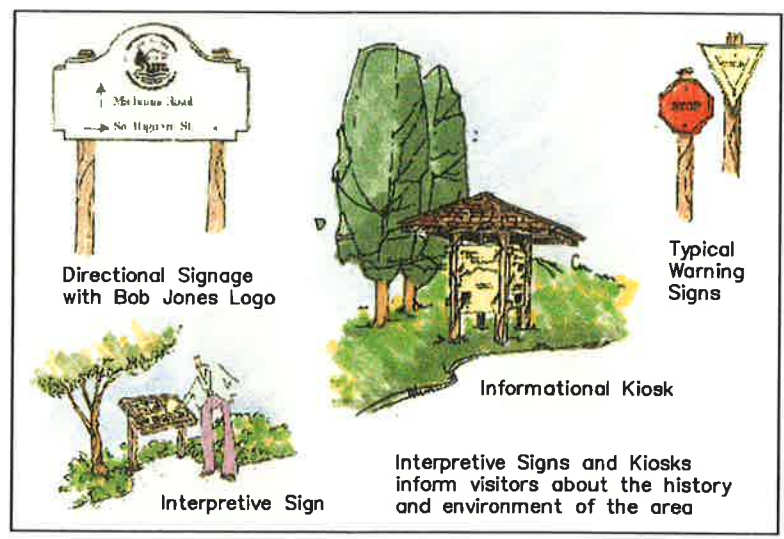 STOP
Directional Signage
with Bob Jones Logo
Typical
Warning
Signs
Informational Kiosk
Interpretive Sign
Interpretive Signs and Kiosks
inform visitors about the history
and environment of the area